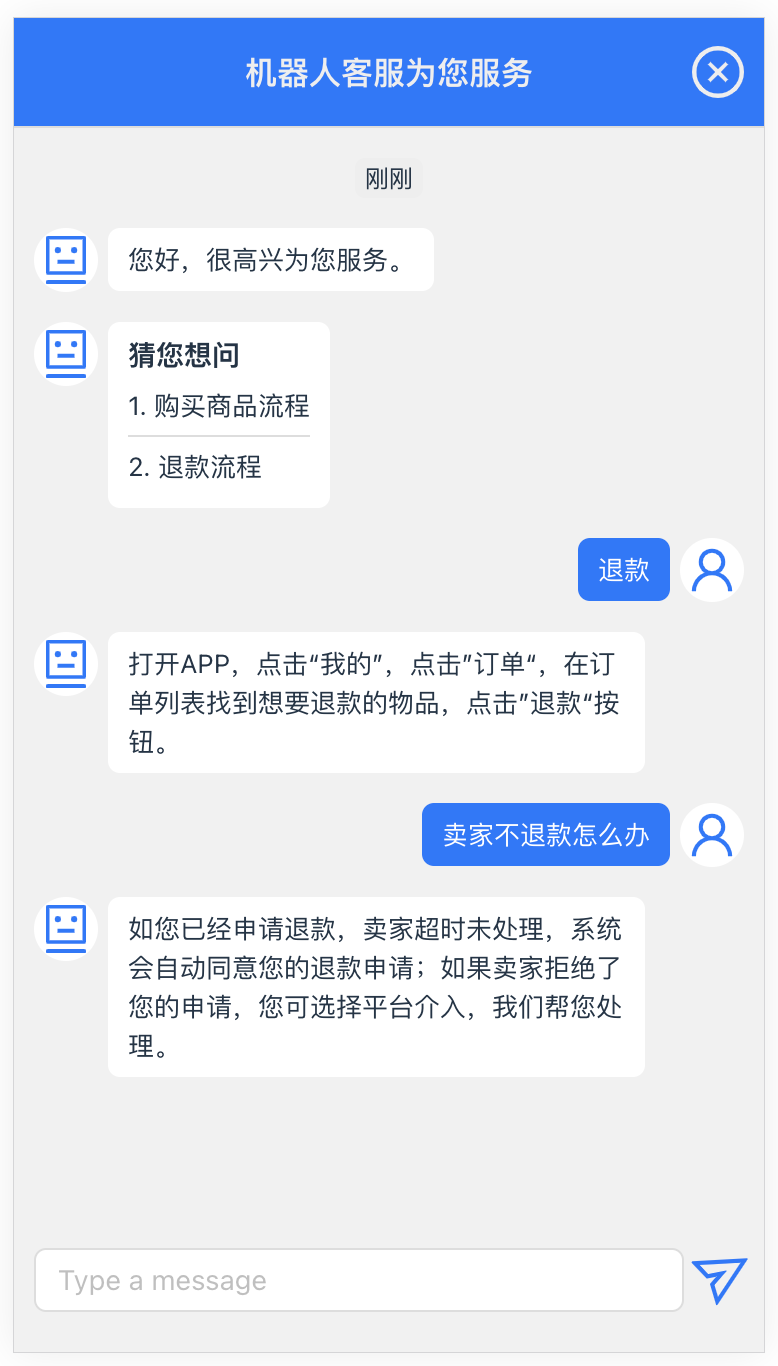 机器人客服为您服务
刚刚
您好，很高兴为您服务。
猜您想问
1. 购买商品流程
2. 退款流程
退款
打开APP，点击“我的”，点击”订单“，在订
单列表找到想要退款的物品，点击”退款“按
钮。
卖家不退款怎么办
如您已经申请退款，卖家超时未处理，系统
会自动同意您的退款申请；如果卖家拒绝了
您的申请，您可选择平台介入，我们帮您处
理。
Type a message